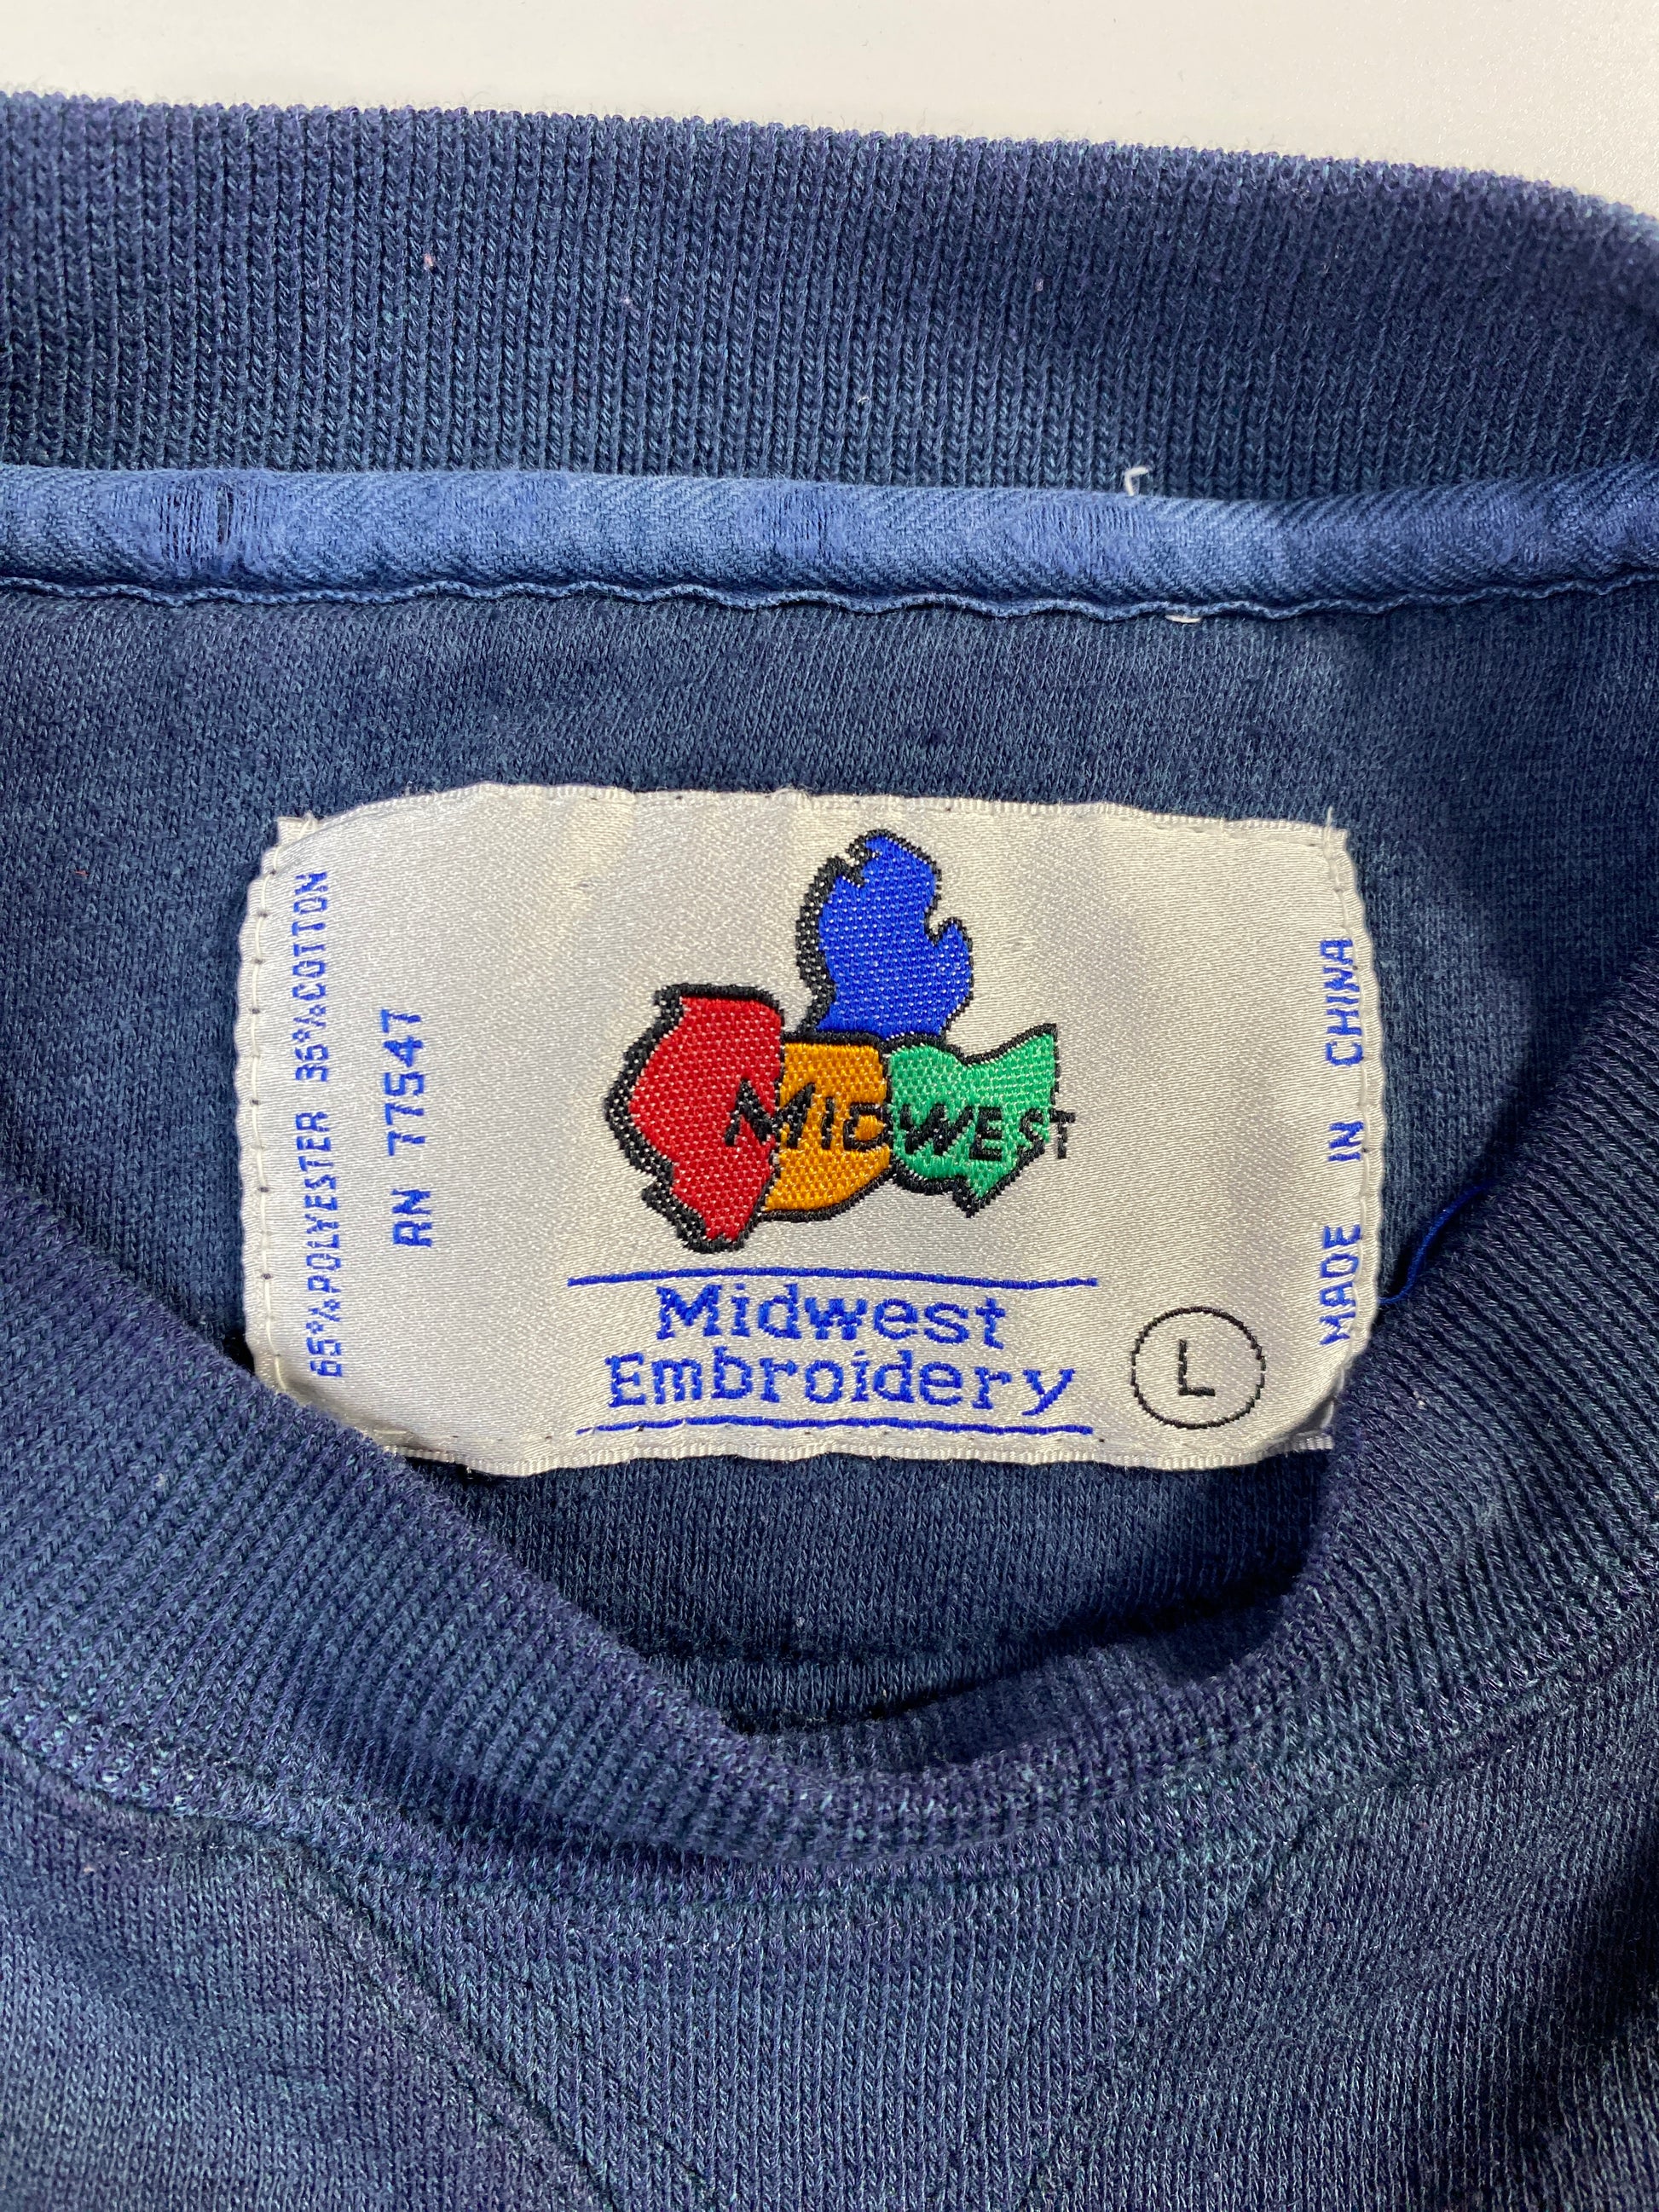 65% POLYESTER 35% COTTON
RN 77547
MIDWEST
Midwest
Embroidery
L
MADE IN CHINA